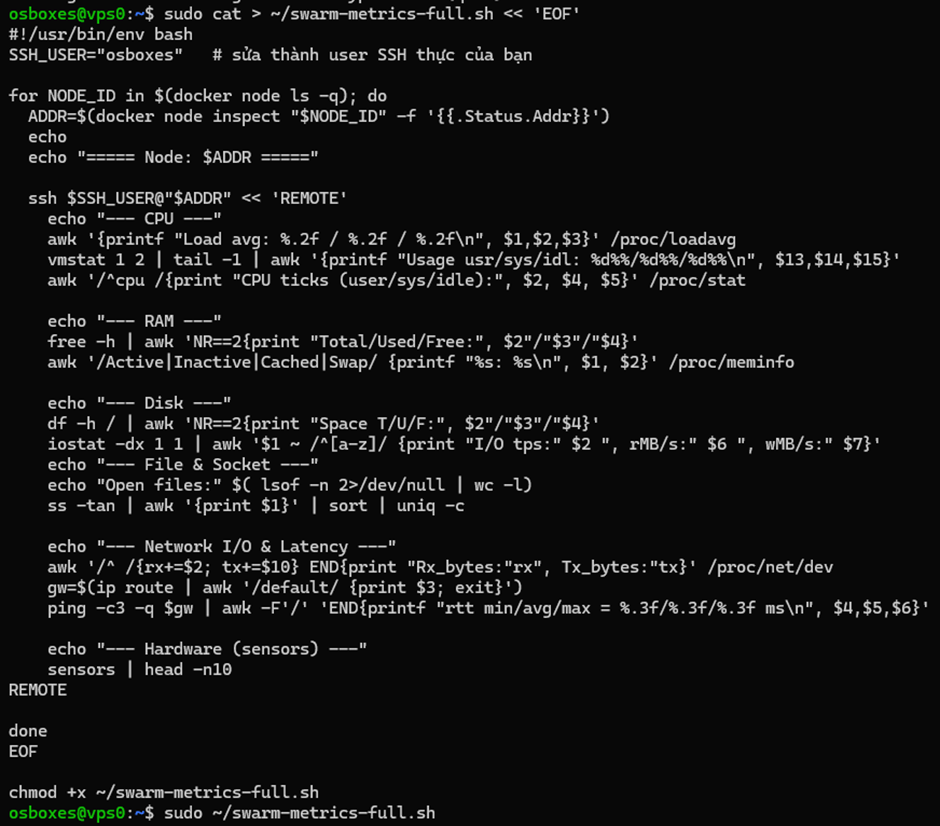 osboxes@vps0:~$ sudo cat > ~/swarm-metrics-full.sh << 'EOF'
#!/usr/bin/env bash
SSH_USER="osboxes"   # sửa thành user SSH thực của bạn

for NODE_ID in $(docker node ls -q); do
  ADDR=$(docker node inspect "$NODE_ID" -f '{{.Status.Addr}}')
  echo
  echo "===== Node: $ADDR ====="

  ssh $SSH_USER@"$ADDR" << 'REMOTE'
    echo "--- CPU ---"
    awk '{printf "Load avg: %.2f / %.2f / %.2f\n", $1,$2,$3}' /proc/loadavg
    vmstat 1 2 | tail -1 | awk '{printf "Usage usr/sys/idl: %d%%/%d%%/%d%%\n", $13,$14,$15}'
    awk '/^cpu /{print "CPU ticks (user/sys/idle):", $2, $4, $5}' /proc/stat

    echo "--- RAM ---"
    free -h | awk 'NR==2{print "Total/Used/Free:", $2"/"$3"/"$4}'
    awk '/Active|Inactive|Cached|Swap/ {printf "%s: %s\n", $1, $2}' /proc/meminfo

    echo "--- Disk ---"
    df -h / | awk 'NR==2{print "Space T/U/F:", $2"/"$3"/"$4}'
    iostat -dx 1 1 | awk '$1 ~ /^[a-z]/ {print "I/O tps:" $2 ", rMB/s:" $6 ", wMB/s:" $7}'
    echo "--- File & Socket ---"
    echo "Open files:" $( lsof -n 2>/dev/null | wc -l)
    ss -tan | awk '{print $1}' | sort | uniq -c

    echo "--- Network I/O & Latency ---"
    awk '/^ /{rx+=$2; tx+=$10} END{print "Rx_bytes:"rx", Tx_bytes:"tx}' /proc/net/dev
    gw=$(ip route | awk '/default/ {print $3; exit}')
    ping -c3 -q $gw | awk -F'/' 'END{printf "rtt min/avg/max = %.3f/%.3f/%.3f ms\n", $4,$5,$6}'

    echo "--- Hardware (sensors) ---"
    sensors | head -n10
REMOTE

done
EOF

chmod +x ~/swarm-metrics-full.sh
osboxes@vps0:~$ sudo ~/swarm-metrics-full.sh